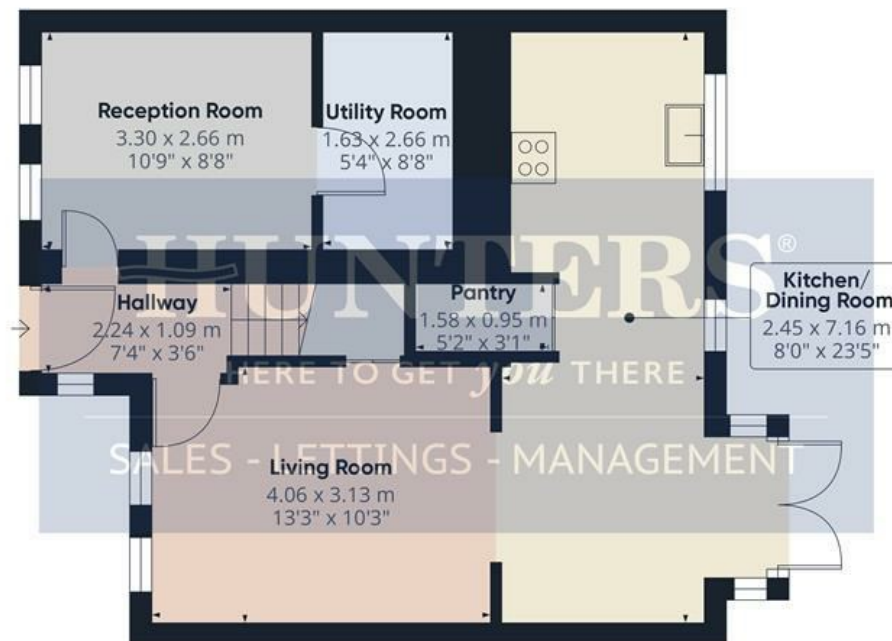 Reception Room
3.30 x 2.66 m
10'9" x 8'8"
Utility Room
1.63 x 2.66 m
5'4" x 8'8"
HUNTERS®
HERE TO GET you THERE
SALES - LETTINGS - MANAGEMENT
Hallway
2.24 x 1.09 m
7'4" x 3'6"
Pantry
1.58 x 0.95 m
5'2" x 3'1"
Kitchen/
Dining Room
2.45 x 7.16 m
8'0" x 23'5"
Living Room
4.06 x 3.13 m
13'3" x 10'3"